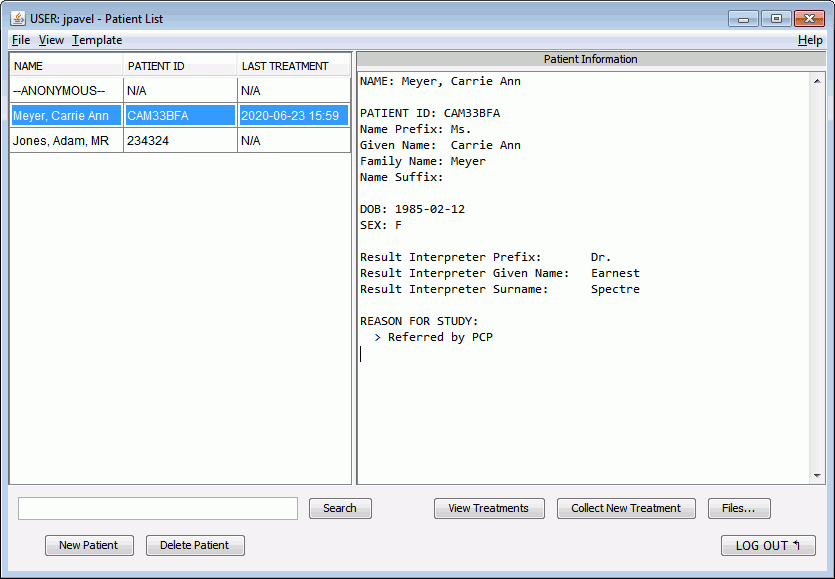 USER: jpavel - Patient List
File View Template Help
NAME PATIENT ID LAST TREATMENT
--ANONYMOUS-- N/A N/A
Meyer, Carrie Ann CAM33BFA 2020-06-23 15:59
Jones, Adam, MR 234324 N/A
Patient Information
NAME: Meyer, Carrie Ann
PATIENT ID: CAM33BFA
Name Prefix: Ms.
Given Name: Carrie Ann
Family Name: Meyer
Name Suffix:
DOB: 1985-02-12
SEX: F
Result Interpreter Prefix: Dr.
Result Interpreter Given Name: Earnest
Result Interpreter Surname: Spectre
REASON FOR STUDY:
> Referred by PCP
Search View Treatments Collect New Treatment Files...
New Patient Delete Patient LOG OUT ↰